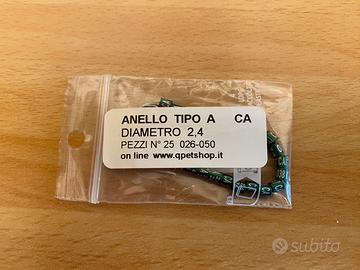 ANELLO TIPO A CA
DIAMETRO 2,4
PEZZI N° 25 026-050
on line www.qpetshop.it
subito